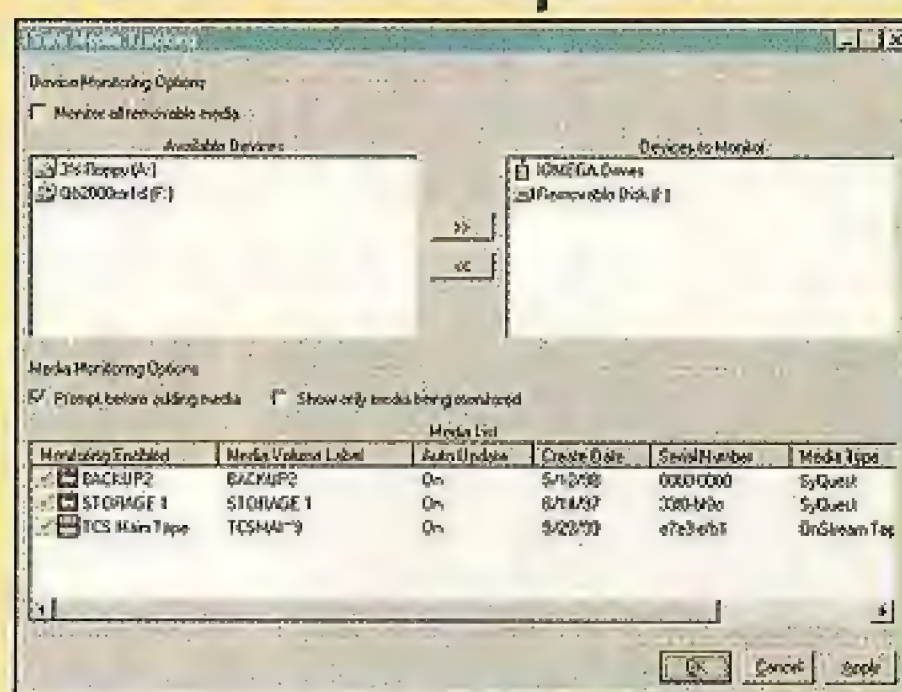 Device Monitoring Options
Monitor all removable media
Available Devices
Devices to Monitor
3½ Floppy (A:)
(F:)
IOMEGA Drives
Removable Disk
>>
<<
Media Monitoring Options
Prompt before adding media
Show only media being monitored
Media List
Monitoring Enabled Media Volume Label Auto Update Create Date Serial Number Media Type
BACKUP2 BACKUP2 On SyQuest
STORAGE 1 STORAGE 1 On SyQuest
TCS Main Tape On OnStream
OK Cancel Apply